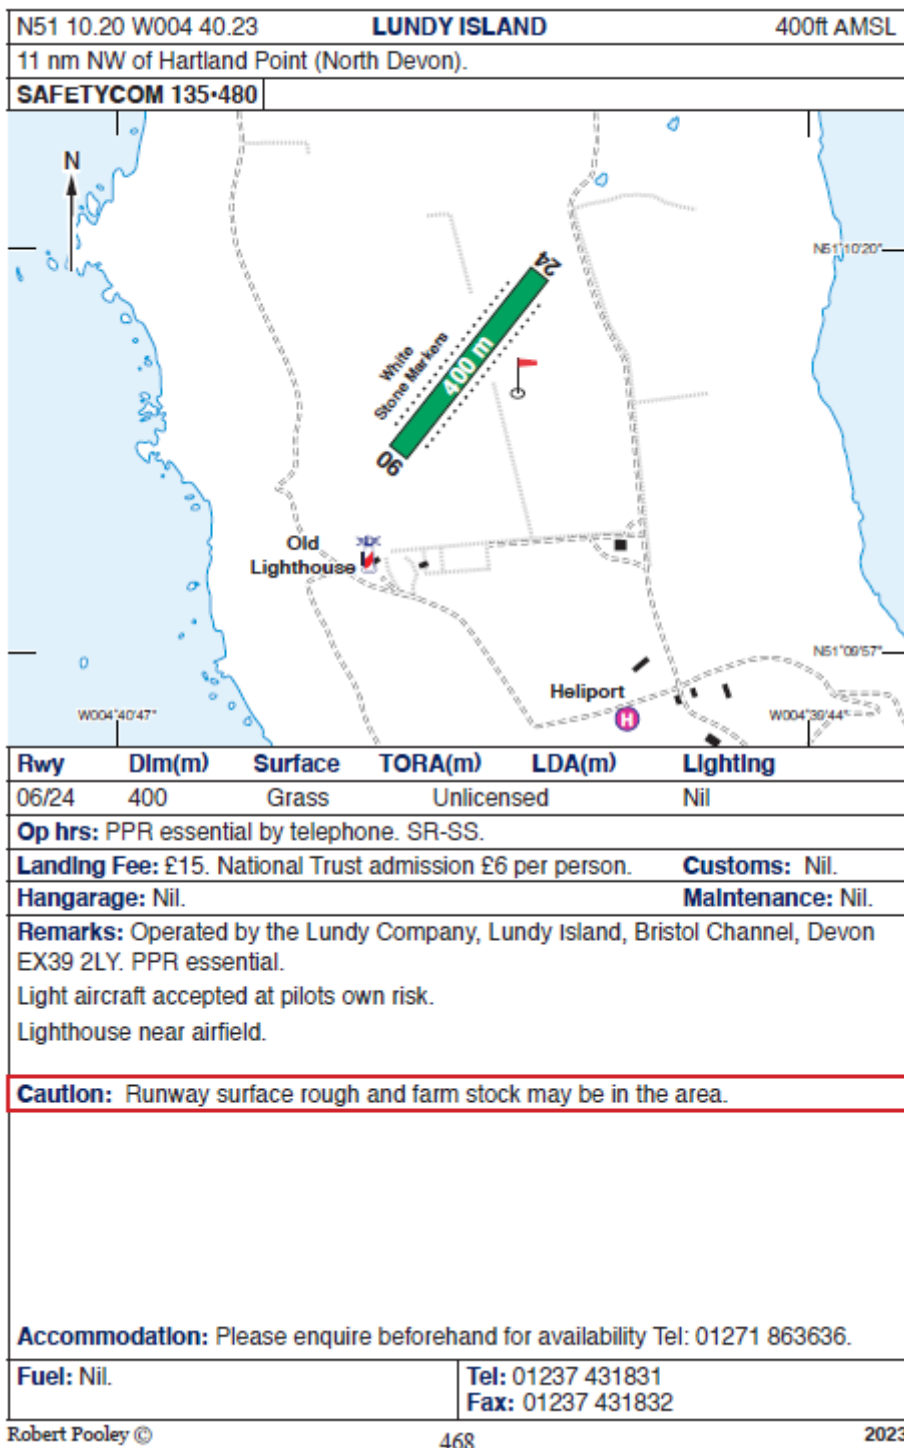 N51 10.20 W004 40.23 LUNDY ISLAND 400ft AMSL
11 nm NW of Hartland Point (North Devon).
SAFETYCOM 135•480
N
N51°10'20"
24
White
Stone Markers
400 m
06
Old
Lighthouse
N51°09'57"
Heliport
W004°40'47"
H
W004°39'44"
Rwy Dim(m) Surface TORA(m) LDA(m) Lighting
06/24 400 Grass Unlicensed Nil
Op hrs: PPR essential by telephone. SR-SS.
Landing Fee: £15. National Trust admission £6 per person. Customs: Nil.
Hangarage: Nil. Maintenance: Nil.
Remarks: Operated by the Lundy Company, Lundy Island, Bristol Channel, Devon
EX39 2LY. PPR essential.
Light aircraft accepted at pilots own risk.
Lighthouse near airfield.
Caution: Runway surface rough and farm stock may be in the area.
Accommodation: Please enquire beforehand for availability Tel: 01271 863636.
Fuel: Nil. Tel: 01237 431831
Fax: 01237 431832
Robert Pooley © 468 2023